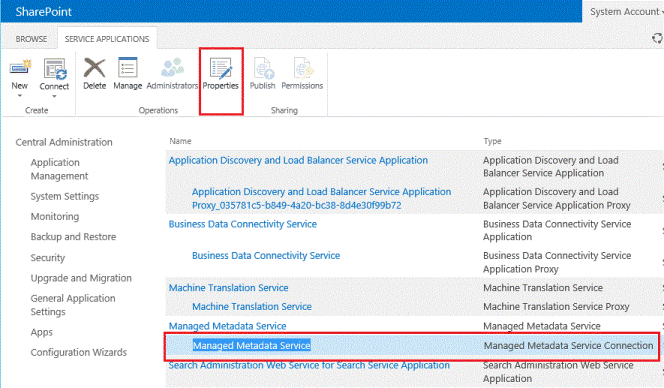 SharePoint
System Account
BROWSE
SERVICE APPLICATIONS
New
Connect
Delete
Manage
Administrators
Properties
Publish
Permissions
Create
Operations
Sharing
Central Administration
Application
Management
System Settings
Monitoring
Backup and Restore
Security
Upgrade and Migration
General Application
Settings
Apps
Configuration Wizards
Name
Type
Application Discovery and Load Balancer Service Application
Application Discovery and Load
Balancer Service Application
Application Discovery and Load Balancer Service Application
Proxy_035781c5-b849-4a20-bc38-8d4e30f99b72
Application Discovery and Load
Balancer Service Application Proxy
Business Data Connectivity Service
Business Data Connectivity Service
Application
Business Data Connectivity Service
Business Data Connectivity Service
Application Proxy
Machine Translation Service
Machine Translation Service
Machine Translation Service
Machine Translation Service Proxy
Managed Metadata Service
Managed Metadata Service
Managed Metadata Service
Managed Metadata Service Connection
Search Administration Web Service for Search Service Application
Search Administration Web Service
Application